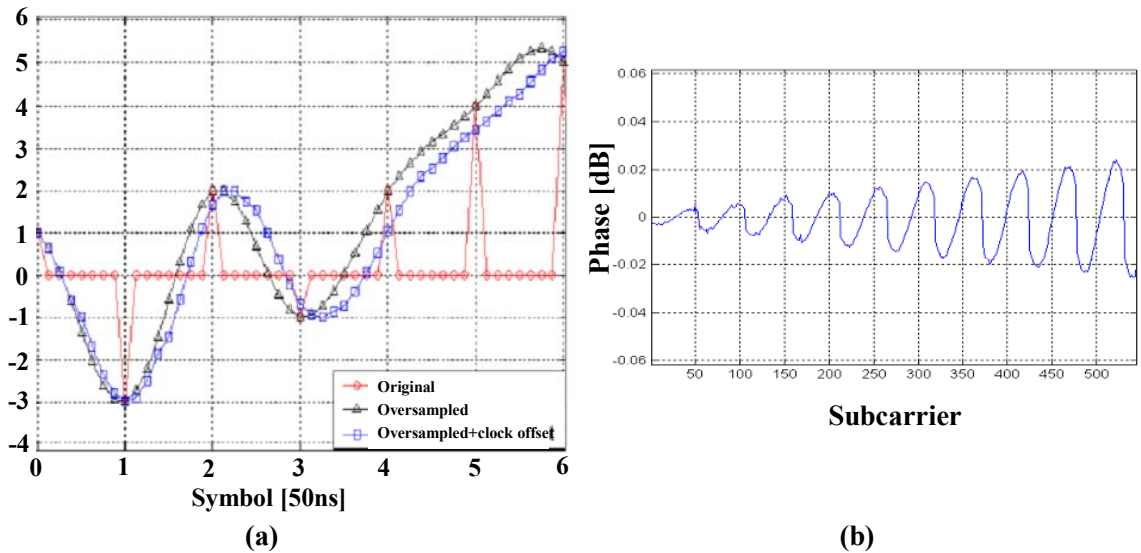 6
5
4
3
2
1
0
-1
-2
-3
-4
0 1 2 3 4 5 6
Symbol [50ns]
Original
Oversampled
Oversampled+clock offset
(a)
0.06
0.04
0.02
0
-0.02
-0.04
-0.06
Phase [dB]
50 100 150 200 250 300 350 400 450 500
Subcarrier
(b)